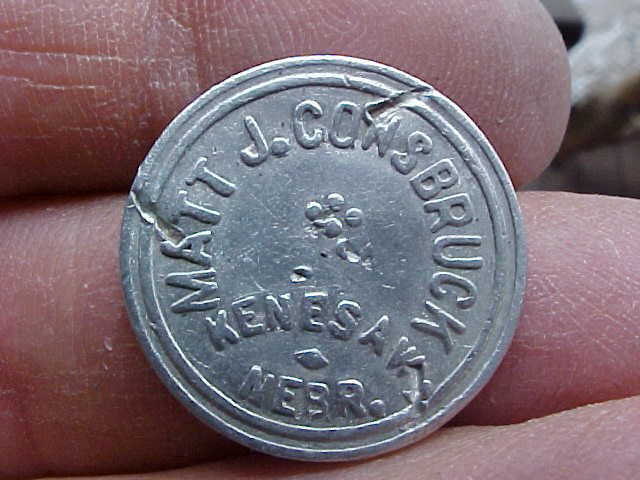 MATT J. CONSBRUCK
KENESAW
NEBR.